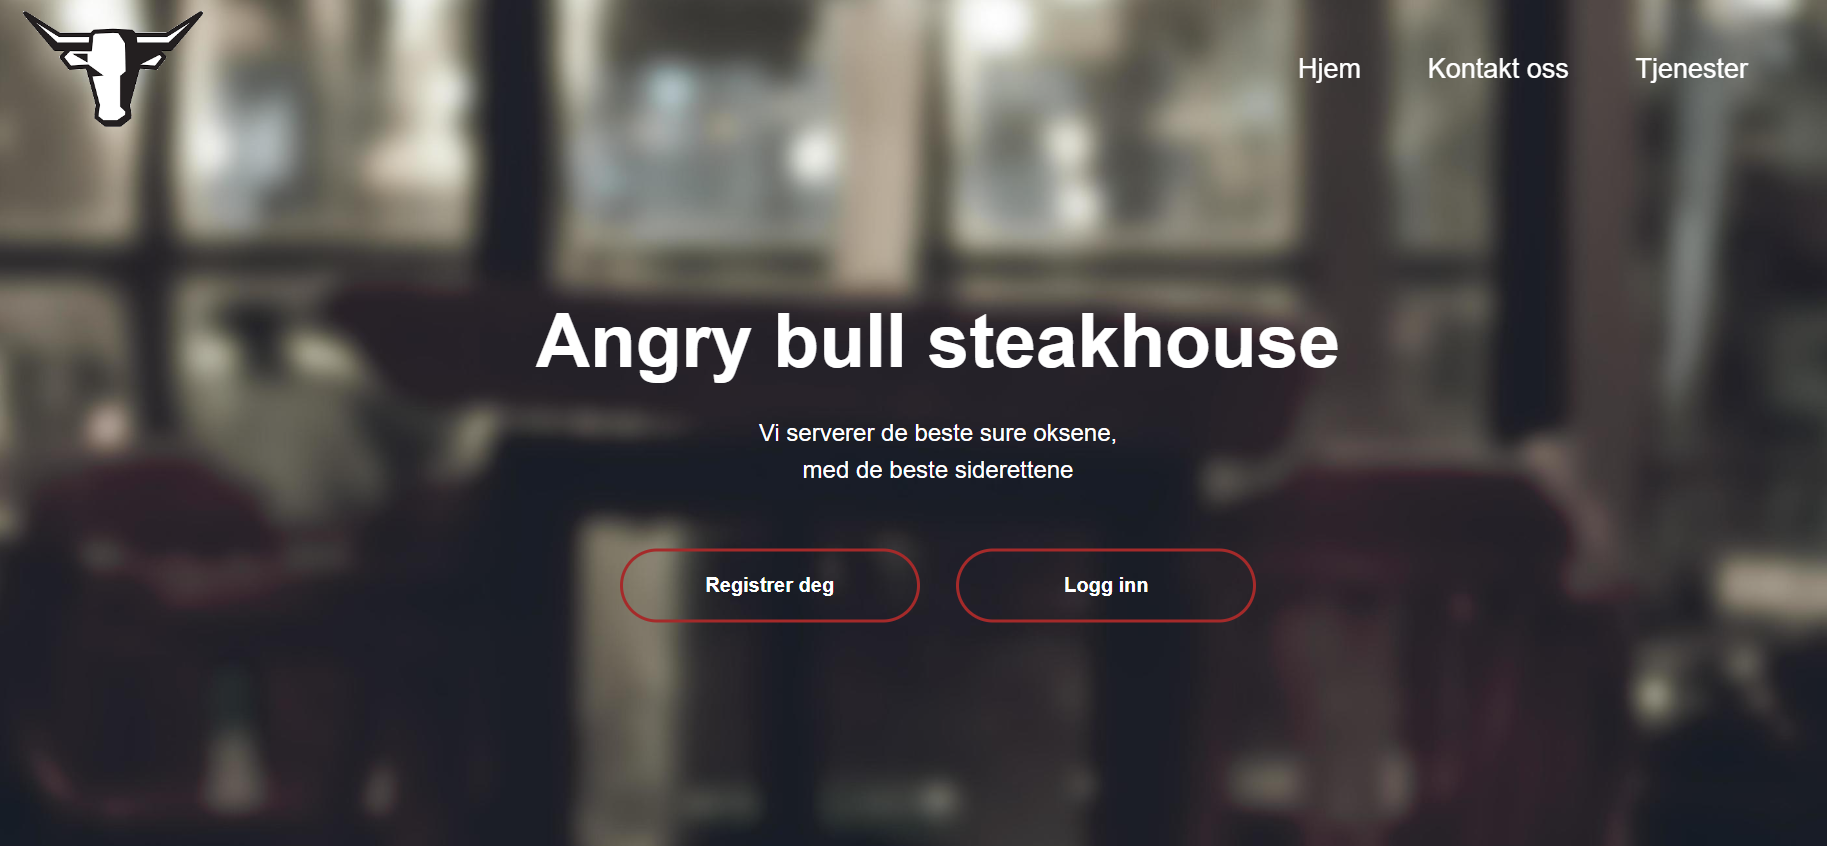 Hjem
Kontakt oss
Tjenester
Angry bull steakhouse
Vi serverer de beste sure oksene,
med de beste siderettene
Registrer deg
Logg inn